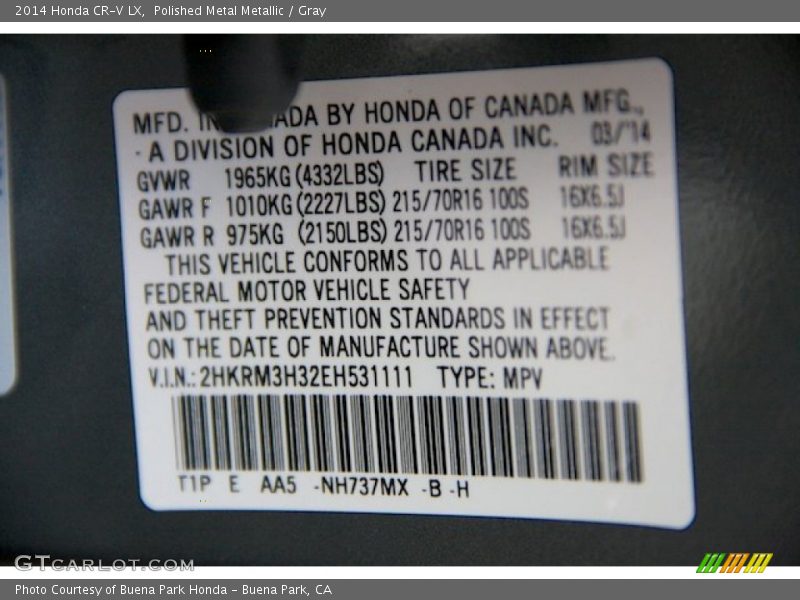 2014 Honda CR-V LX, Polished Metal Metallic / Gray
MFD. IN CANADA BY HONDA OF CANADA MFG.,
- A DIVISION OF HONDA CANADA INC. 03/'14
GVWR 1965KG (4332LBS) TIRE SIZE RIM SIZE
GAWR F 1010KG (2227LBS) 215/70R16 100S 16X6.5J
GAWR R 975KG (2150LBS) 215/70R16 100S 16X6.5J
THIS VEHICLE CONFORMS TO ALL APPLICABLE
FEDERAL MOTOR VEHICLE SAFETY
AND THEFT PREVENTION STANDARDS IN EFFECT
ON THE DATE OF MANUFACTURE SHOWN ABOVE.
V.I.N.: 2HKRM3H32EH531111 TYPE: MPV
T1P E AA5 -NH737MX -B -H
GTCARLOT.COM
Photo Courtesy of Buena Park Honda - Buena Park, CA